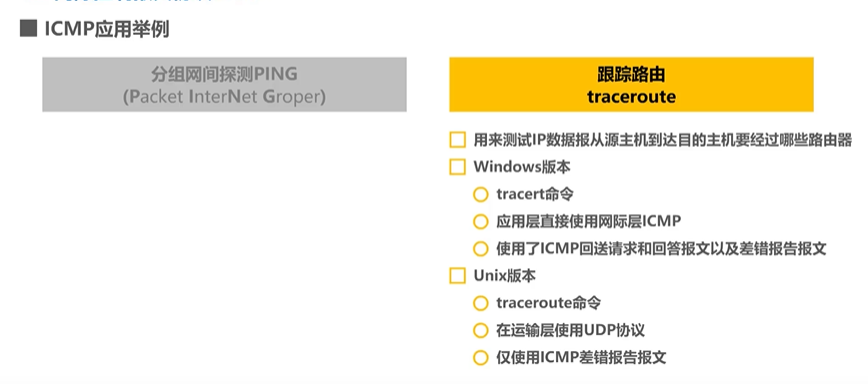 ICMP应用举例
分组网间探测PING
(Packet InterNet Groper)
跟踪路由
traceroute
用来测试IP数据报从源主机到达目的主机要经过哪些路由器
Windows版本
tracert命令
应用层直接使用网际层ICMP
使用了ICMP回送请求和回答报文以及差错报告报文
Unix版本
traceroute命令
在运输层使用UDP协议
仅使用ICMP差错报告报文